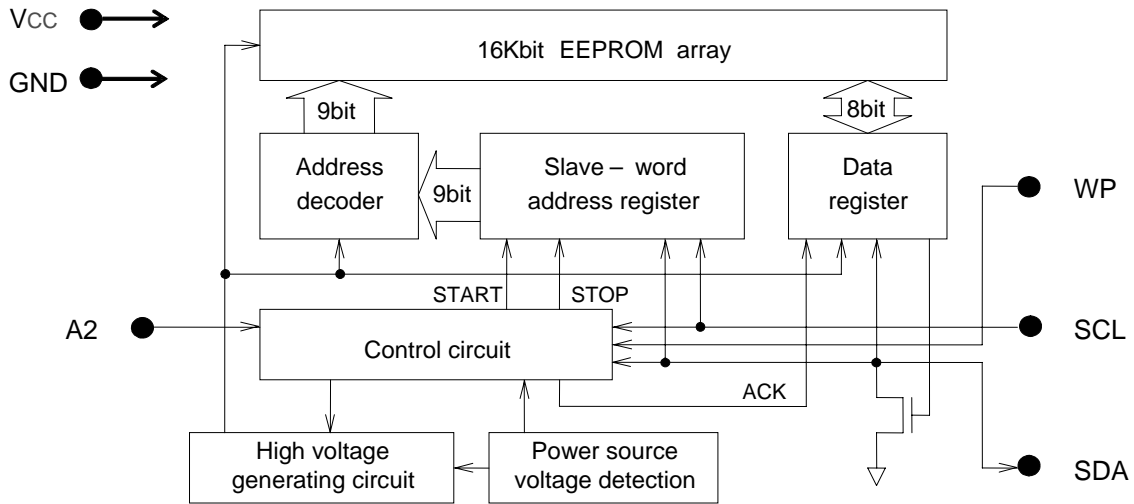 VCC
GND
16Kbit EEPROM array
9bit
8bit
Address
decoder
9bit
Slave – word
address register
Data
register
WP
START
STOP
A2
Control circuit
SCL
ACK
High voltage
generating circuit
Power source
voltage detection
SDA